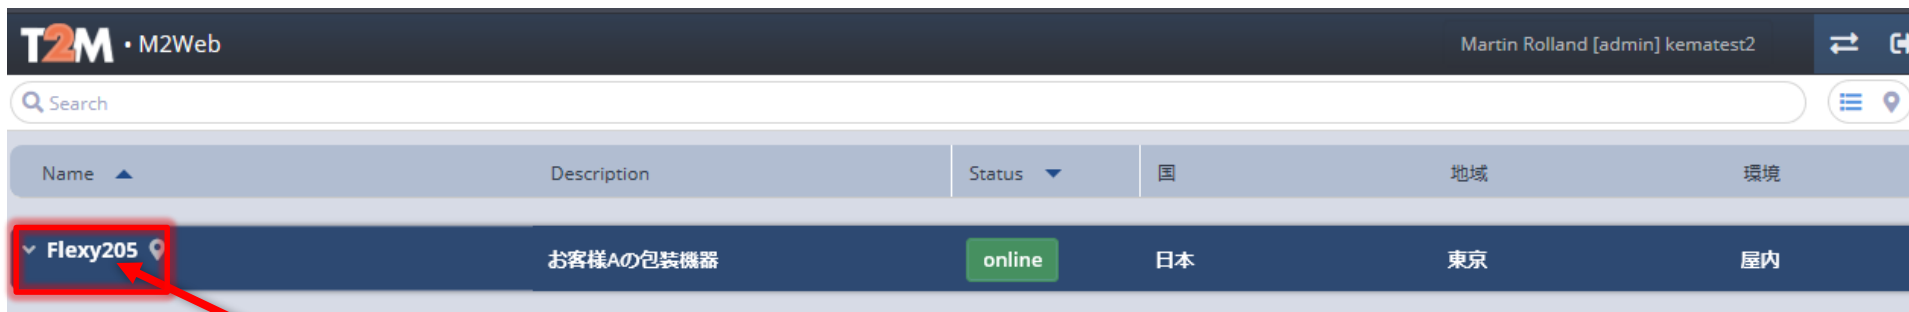 T2M • M2Web Martin Rolland [admin] kematest2
Search
Name Description Status 国 地域 環境
Flexy205 お客様Aの包装機器 online 日本 東京 屋内